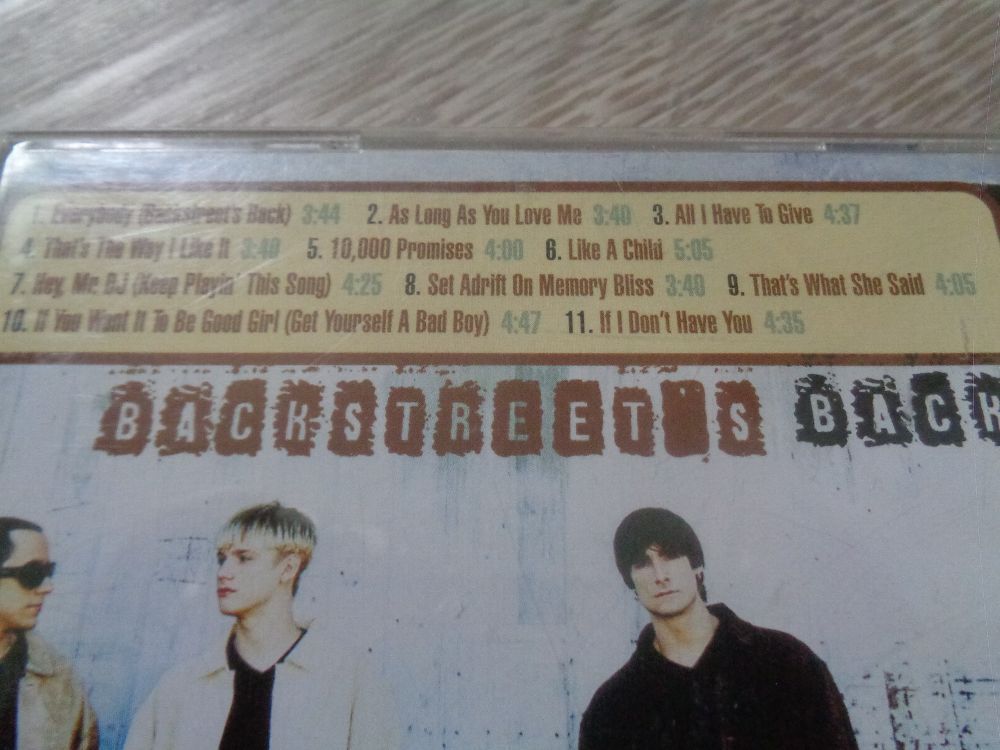 1. Everybody (Backstreet's Back) 3:44 2. As Long As You Love Me 3:40 3. All I Have To Give 4:37
4. That's The Way I Like It 3:40 5. 10,000 Promises 4:00 6. Like A Child 5:05
7. Hey, Mr. DJ (Keep Playin' This Song) 4:25 8. Set Adrift On Memory Bliss 3:40 9. That's What She Said 4:05
10. If You Want It To Be Good Girl (Get Yourself A Bad Boy) 4:47 11. If I Don't Have You 4:35
BACKSTREET'S BACK